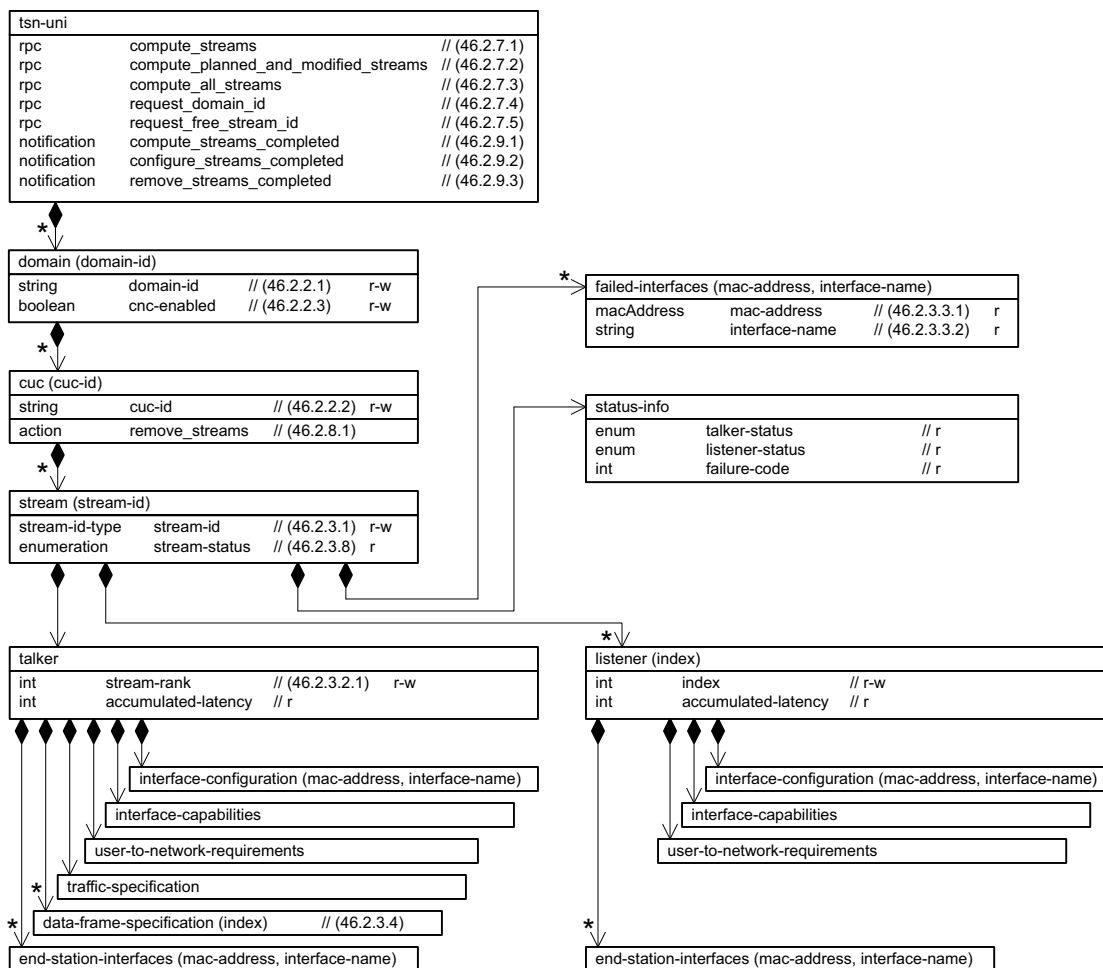 tsn-uni
rpc compute_streams // (46.2.7.1)
rpc compute_planned_and_modified_streams // (46.2.7.2)
rpc compute_all_streams // (46.2.7.3)
rpc request_domain_id // (46.2.7.4)
rpc request_free_stream_id // (46.2.7.5)
notification compute_streams_completed // (46.2.9.1)
notification configure_streams_completed // (46.2.9.2)
notification remove_streams_completed // (46.2.9.3)
*
domain (domain-id)
string domain-id // (46.2.2.1) r-w
boolean cnc-enabled // (46.2.2.3) r-w
*
failed-interfaces (mac-address, interface-name)
macAddress mac-address // (46.2.3.3.1) r
string interface-name // (46.2.3.3.2) r
*
cuc (cuc-id)
string cuc-id // (46.2.2.2) r-w
action remove_streams // (46.2.8.1)
status-info
enum talker-status // r
enum listener-status // r
int failure-code // r
*
stream (stream-id)
stream-id-type stream-id // (46.2.3.1) r-w
enumeration stream-status // (46.2.3.8) r
talker
int stream-rank // (46.2.3.2.1) r-w
int accumulated-latency // r
*
listener (index)
int index // r-w
int accumulated-latency // r
interface-configuration (mac-address, interface-name)
interface-capabilities
user-to-network-requirements
traffic-specification
*
data-frame-specification (index) // (46.2.3.4)
*
end-station-interfaces (mac-address, interface-name)
interface-configuration (mac-address, interface-name)
interface-capabilities
user-to-network-requirements
*
end-station-interfaces (mac-address, interface-name)